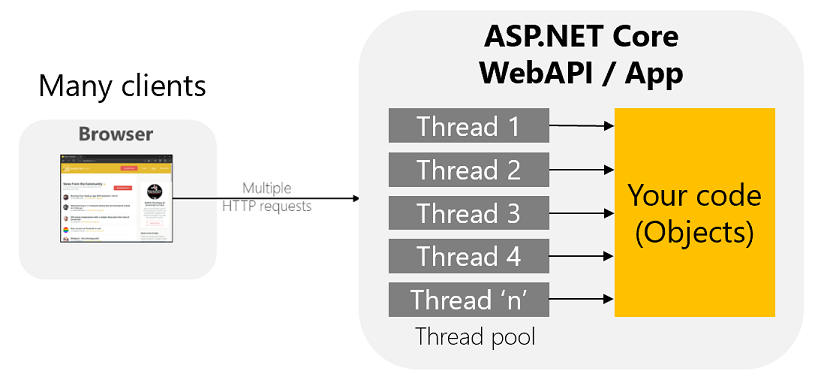 ASP.NET Core
WebAPI / App
Many clients
Browser
Multiple
HTTP requests
Thread 1
Thread 2
Thread 3
Thread 4
Thread ‘n’
Thread pool
Your code
(Objects)